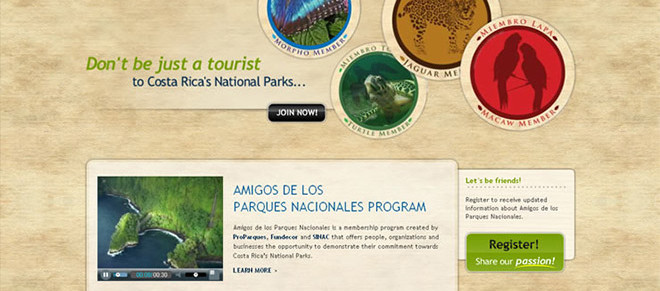 MORPHO MEMBER
JAGUAR MEM
MIEMBRO LAPA
MACAW MEMBER
MIEMBRO TO
TURTLE MEMBER
Don't be just a tourist
to Costa Rica's National Parks...
JOIN NOW!
AMIGOS DE LOS
PARQUES NACIONALES PROGRAM
Amigos de los Parques Nacionales is a membership program created by
ProParques, Fundecor and SINAC that offers people, organizations and
businesses the opportunity to demonstrate their commitment towards
Costa Rica's National Parks.
LEARN MORE >
00:00
00:30
Let's be friends!
Register to receive updated
information about Amigos de los
Parques Nacionales.
Register!
Share our passion!